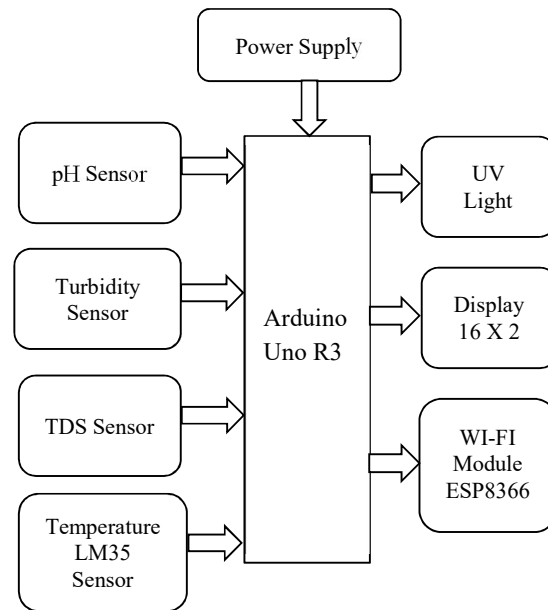 Power Supply
pH Sensor
Turbidity
Sensor
TDS Sensor
Temperature
LM35
Sensor
Arduino
Uno R3
UV
Light
Display
16 X 2
WI-FI
Module
ESP8366